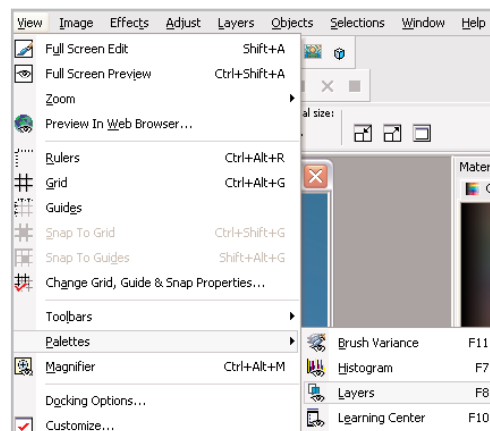 View Image Effects Adjust Layers Objects Selections Window Help
Full Screen Edit Shift+A
Full Screen Preview Ctrl+Shift+A
Zoom
al size:
Preview In Web Browser...
Rulers Ctrl+Alt+R
Mater
Grid Ctrl+Alt+G
Guides
Snap To Grid Ctrl+Shift+G
Snap To Guides Shift+Alt+G
Change Grid, Guide & Snap Properties...
Toolbars
Palettes
Brush Variance F11
Magnifier Ctrl+Alt+M
Histogram F7
Docking Options...
Layers F8
Customize...
Learning Center F10